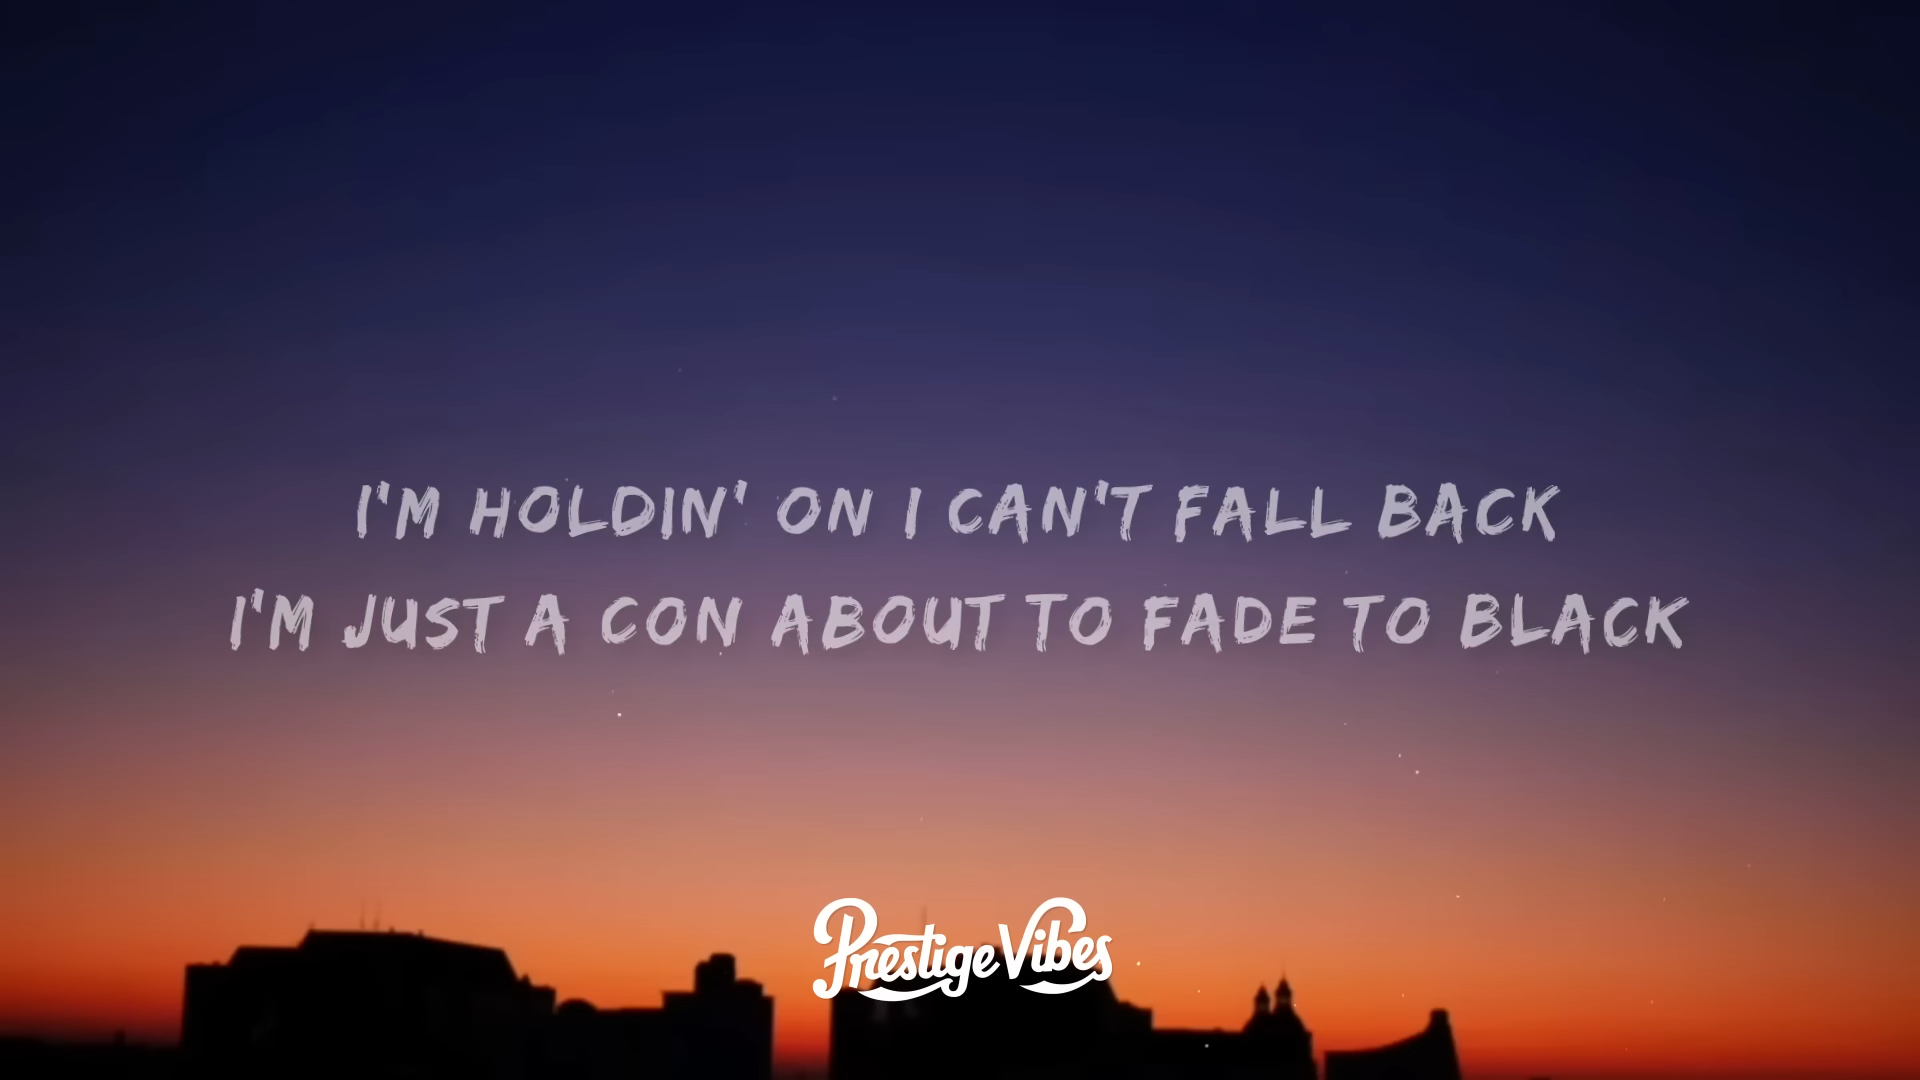 I'M HOLDIN' ON I CAN'T FALL BACK
I'M JUST A CON ABOUT TO FADE TO BLACK
Prestige Vibes